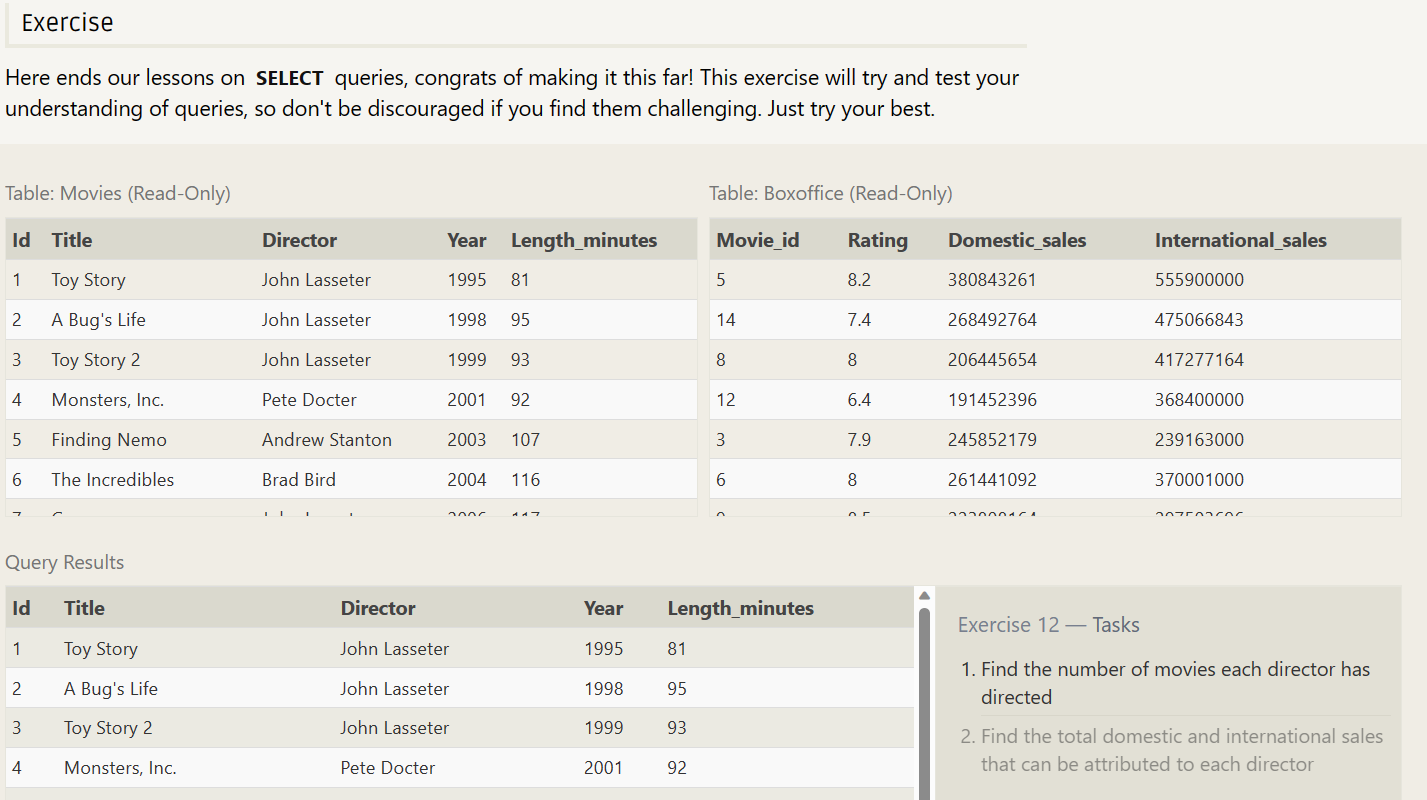 Exercise
Here ends our lessons on SELECT queries, congrats of making it this far! This exercise will try and test your
understanding of queries, so don't be discouraged if you find them challenging. Just try your best.
Table: Movies (Read-Only)
Id Title Director Year Length_minutes
1 Toy Story John Lasseter 1995 81
2 A Bug's Life John Lasseter 1998 95
3 Toy Story 2 John Lasseter 1999 93
4 Monsters, Inc. Pete Docter 2001 92
5 Finding Nemo Andrew Stanton 2003 107
6 The Incredibles Brad Bird 2004 116
Table: Boxoffice (Read-Only)
Movie_id Rating Domestic_sales International_sales
5 8.2 380843261 555900000
14 7.4 268492764 475066843
8 8 206445654 417277164
12 6.4 191452396 368400000
3 7.9 245852179 239163000
6 8 261441092 370001000
Query Results
Id Title Director Year Length_minutes
1 Toy Story John Lasseter 1995 81
2 A Bug's Life John Lasseter 1998 95
3 Toy Story 2 John Lasseter 1999 93
4 Monsters, Inc. Pete Docter 2001 92
Exercise 12 — Tasks
1. Find the number of movies each director has
directed
2. Find the total domestic and international sales
that can be attributed to each director